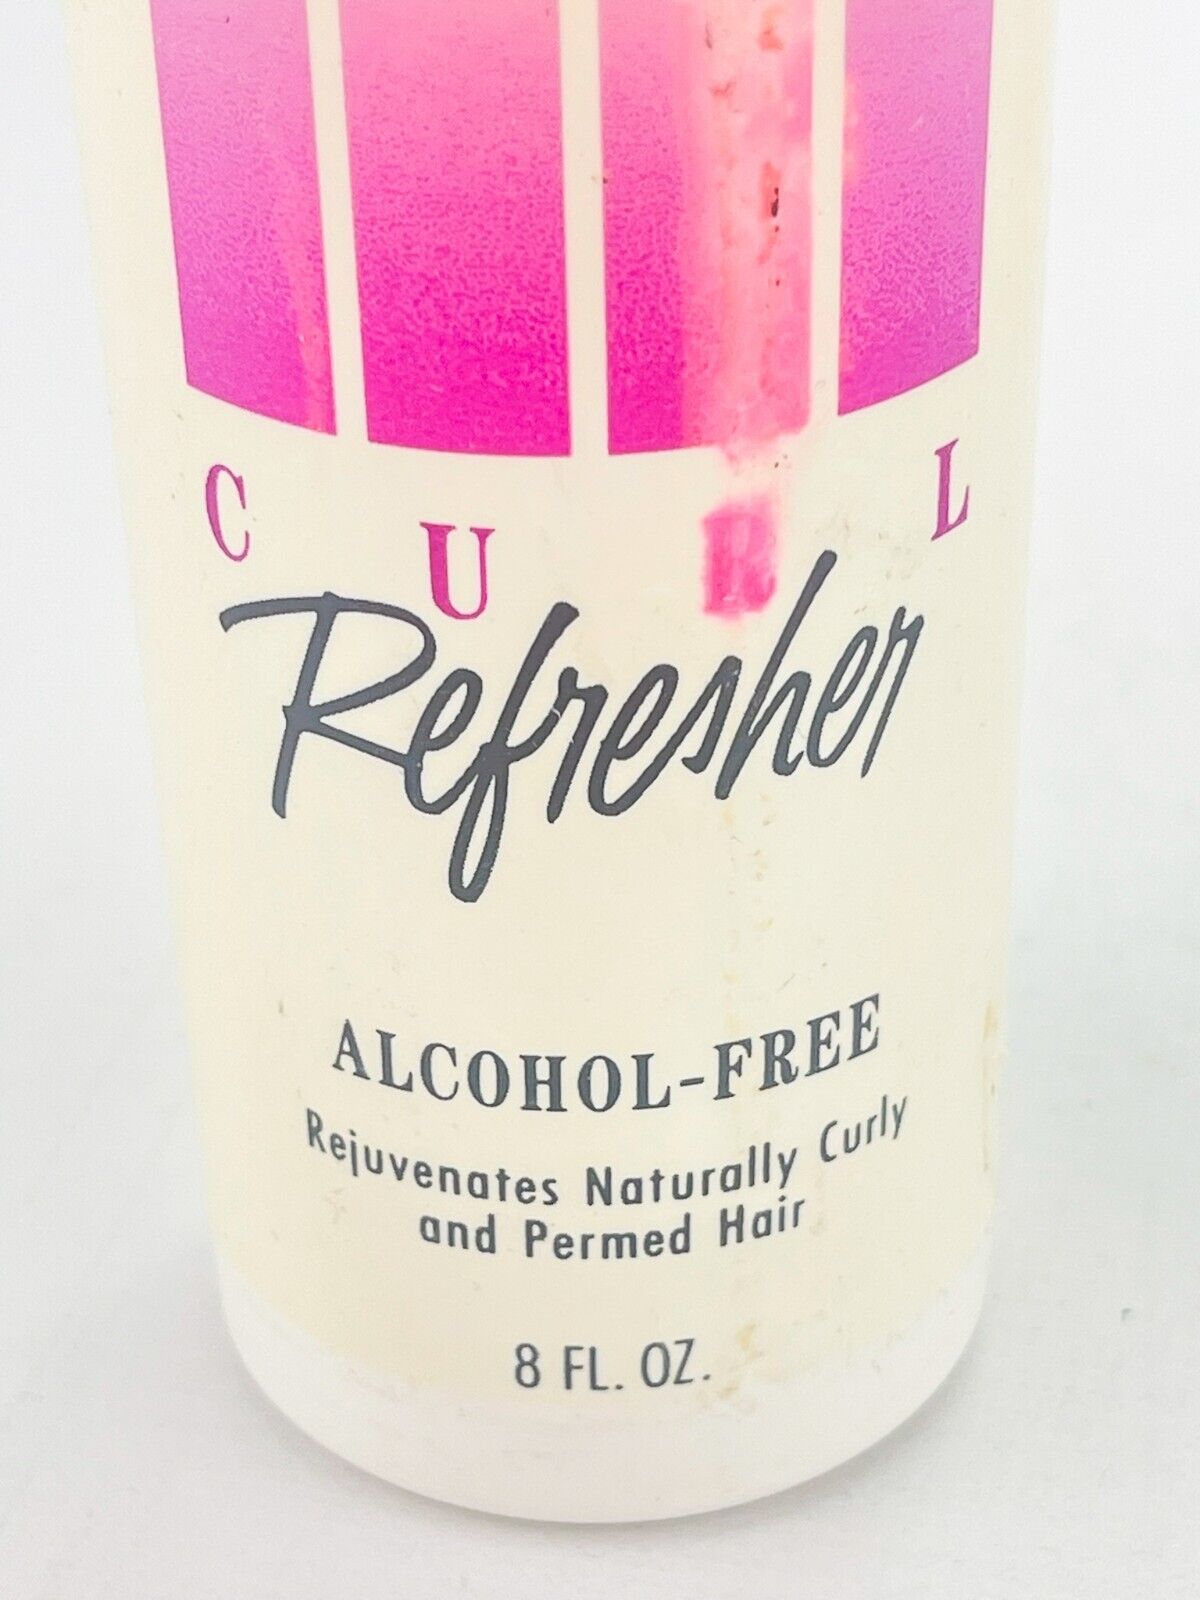 CURL
Refresher
ALCOHOL-FREE
Rejuvenates Naturally Curly
and Permed Hair
8 FL. OZ.